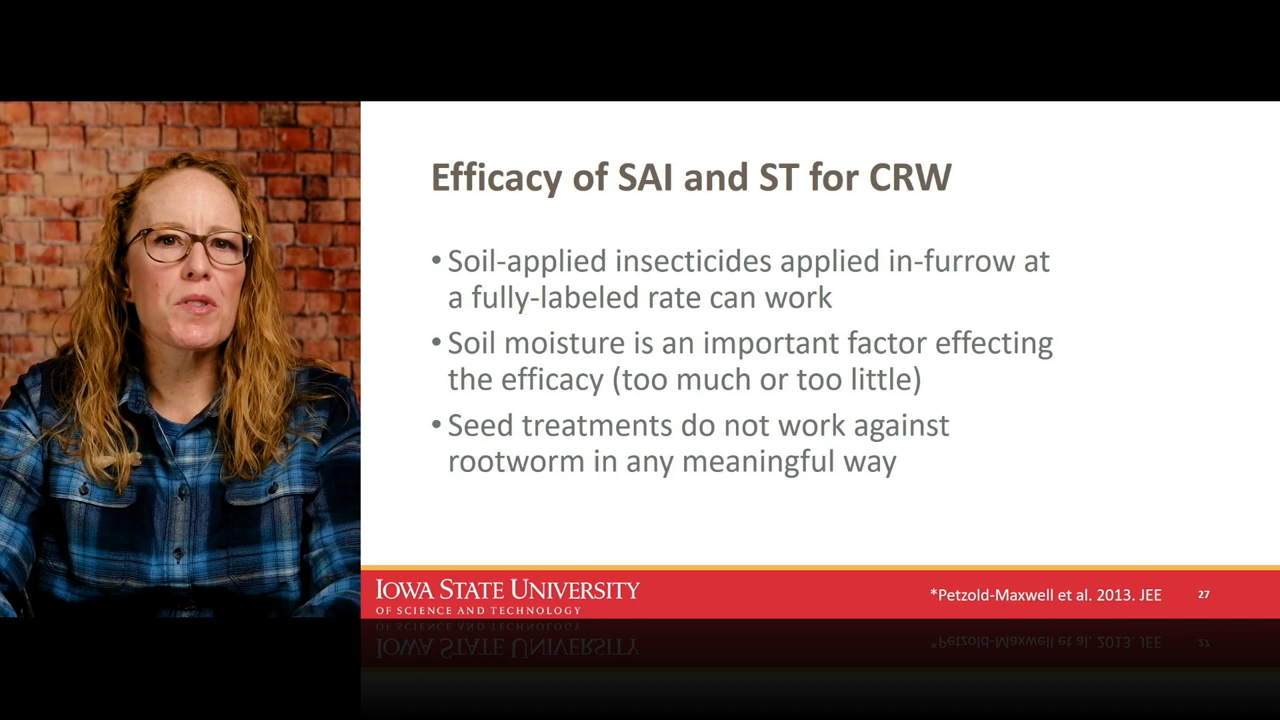 Efficacy of SAI and ST for CRW
• Soil-applied insecticides applied in-furrow at
a fully-labeled rate can work
• Soil moisture is an important factor effecting
the efficacy (too much or too little)
• Seed treatments do not work against
rootworm in any meaningful way
IOWA STATE UNIVERSITY
OF SCIENCE AND TECHNOLOGY
*Petzold-Maxwell et al. 2013. JEE
27